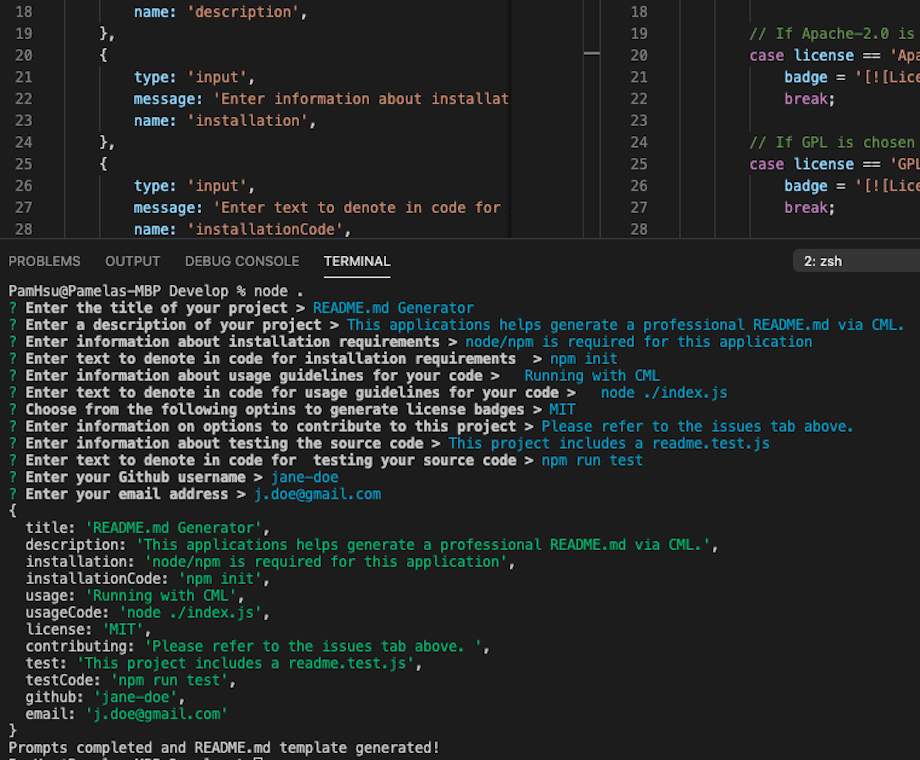 18 name: 'description',
19 },
20 {
21 type: 'input',
22 message: 'Enter information about installat
23 name: 'installation',
24 },
25 {
26 type: 'input',
27 message: 'Enter text to denote in code for
28 name: 'installationCode',
18
19 // If Apache-2.0 is
20 case license == 'Apa
21 badge = '[![Lice
22 break;
23
24 // If GPL is chosen
25 case license == 'GPL
26 badge = '[![Lice
27 break;
28
PROBLEMS OUTPUT DEBUG CONSOLE TERMINAL 2: zsh
PamHsu@Pamelas-MBP Develop % node .
? Enter the title of your project > README.md Generator
? Enter a description of your project > This applications helps generate a professional README.md via CML.
? Enter information about installation requirements > node/npm is required for this application
? Enter text to denote in code for installation requirements  > npm init
? Enter information about usage guidelines for your code >   Running with CML
? Enter text to denote in code for usage guidelines for your code >   node ./index.js
? Choose from the following optins to generate license badges > MIT
? Enter information on options to contribute to this project > Please refer to the issues tab above.
? Enter information about testing the source code > This project includes a readme.test.js
? Enter text to denote in code for  testing your source code > npm run test
? Enter your Github username > jane-doe
? Enter your email address > j.doe@gmail.com
{
title: 'README.md Generator',
description: 'This applications helps generate a professional README.md via CML.',
installation: 'node/npm is required for this application',
installationCode: 'npm init',
usage: 'Running with CML',
usageCode: 'node ./index.js',
license: 'MIT',
contributing: 'Please refer to the issues tab above. ',
test: 'This project includes a readme.test.js',
testCode: 'npm run test',
github: 'jane-doe',
email: 'j.doe@gmail.com'
}
Prompts completed and README.md template generated!